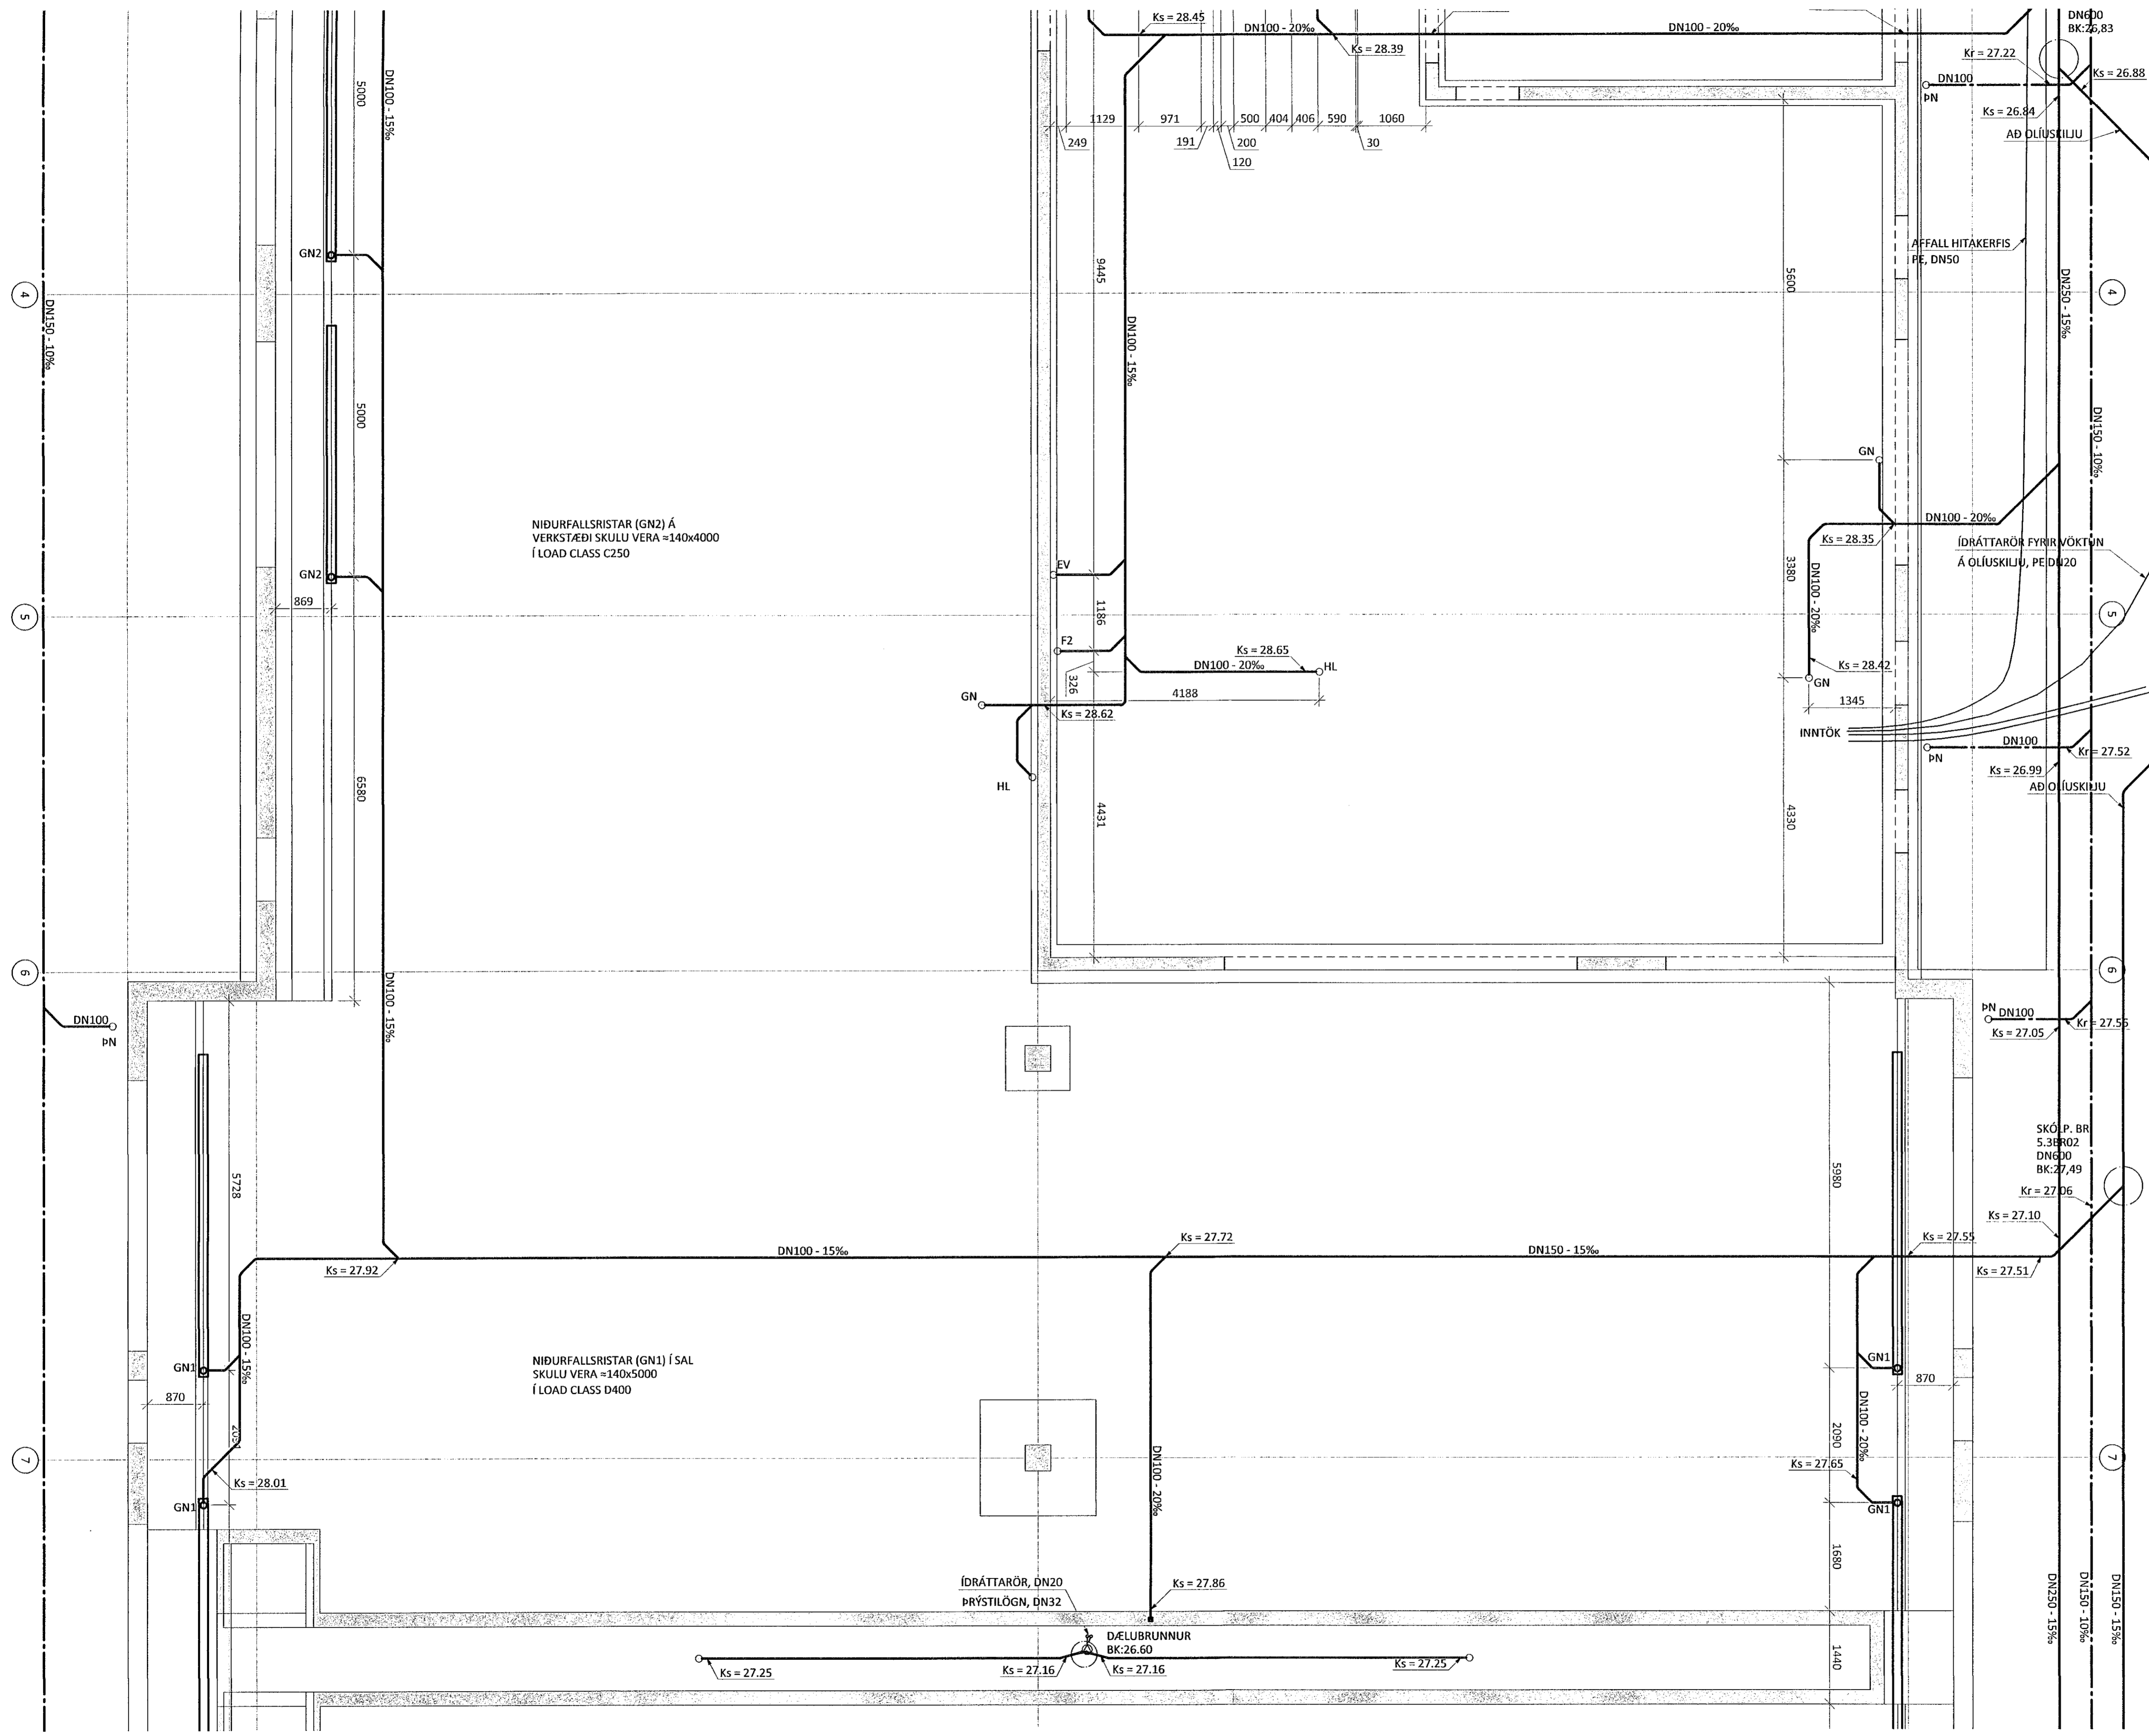 Ks = 28.45
DN100 - 20‰
Ks = 28.39
DN100 - 20‰
DN600
BK:26,83
Kr = 27.22
Ks = 26.88
DN100
ÞN
Ks = 26.84
AÐ OLÍUSKILJU
5000
DN100 - 15‰
249
1129
971
191
120
200
500
404
406
590
30
1060
GN2
9445
5600
AFFALL HITAKERFIS
PE, DN50
DN250 - 15‰
4
4
DN150 - 10‰
DN100 - 15‰
5000
DN150 - 10‰
GN
NIÐURFALLSRISTAR (GN2) Á
VERKSTÆÐI SKULU VERA ≈140x4000
Í LOAD CLASS C250
DN100 - 20‰
Ks = 28.35
ÍDRÁTTARÖR FYRIR VÖKTUN
Á OLÍUSKILJU, PE DN20
GN2
EV
3380
DN100 - 20‰
869
1186
5
5
F2
Ks = 28.65
DN100 - 20‰
HL
326
Ks = 28.42
GN
GN
4188
1345
Ks = 28.62
INNTÖK
DN100
ÞN
Kr = 27.52
Ks = 26.99
AÐ OLÍUSKILJU
HL
6580
4431
4330
6
6
DN100
ÞN
DN100 - 15‰
ÞN
DN100
Ks = 27.05
Kr = 27.56
SKÓLP. BR
5.3BR02
DN600
BK:27,49
5728
5980
Kr = 27.06
Ks = 27.10
Ks = 27.72
Ks = 27.55
DN100 - 15‰
DN150 - 15‰
Ks = 27.92
Ks = 27.51
DN100 - 15‰
GN1
NIÐURFALLSRISTAR (GN1) Í SAL
SKULU VERA ≈140x5000
Í LOAD CLASS D400
GN1
870
870
2090
DN100 - 20‰
7
7
Ks = 28.01
GN1
DN100 - 20‰
Ks = 27.65
GN1
1680
ÍDRÁTTARÖR, DN20
ÞRÝSTILÖGN, DN32
Ks = 27.86
DN250 - 15‰
DN150 - 10‰
DN150 - 15‰
DÆLUBRUNNUR
BK:26.60
Ks = 27.25
Ks = 27.16
Ks = 27.16
Ks = 27.25
1440